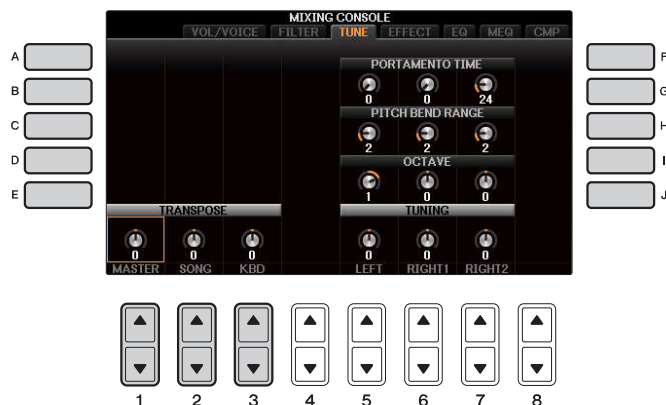 MIXING CONSOLE
VOL/VOICE FILTER TUNE EFFECT EQ MEQ CMP
A
B
C
D
E
F
G
H
I
J
PORTAMENTO TIME
0 0 24
PITCH BEND RANGE
2 2 2
OCTAVE
1 0 0
TRANSPOSE TUNING
0 0 0 0 0 0
MASTER SONG KBD LEFT RIGHT1 RIGHT2
1 2 3 4 5 6 7 8